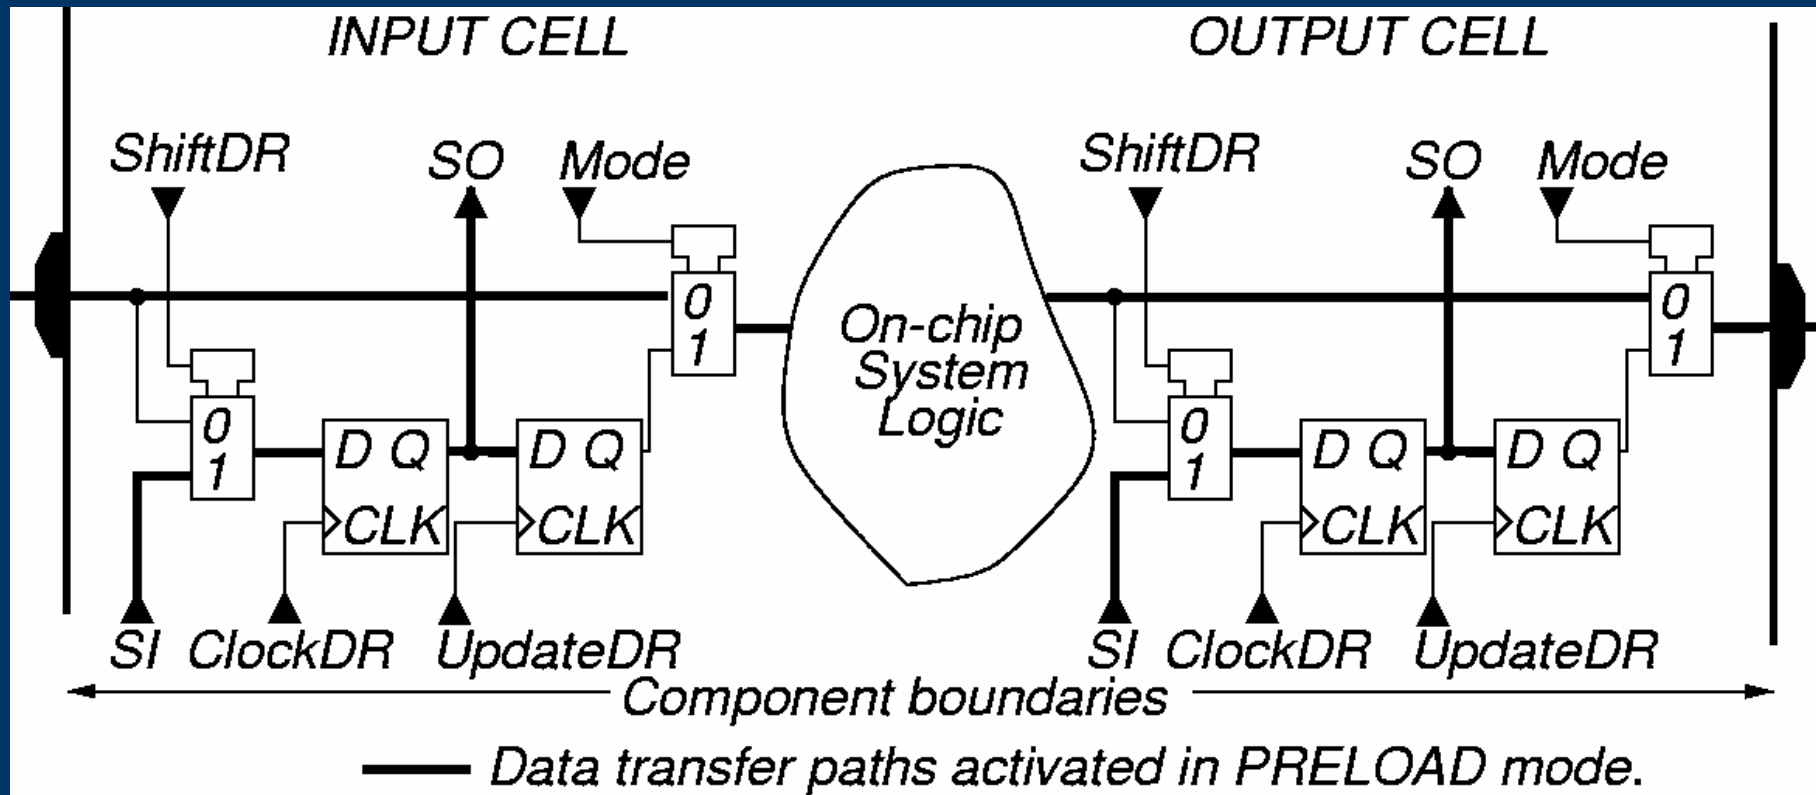 INPUT CELL
OUTPUT CELL
ShiftDR
SO
Mode
ShiftDR
SO
Mode
0
1
On-chip
System
Logic
0
1
0
1
D Q
CLK
D Q
CLK
0
1
D Q
CLK
D Q
CLK
SI
ClockDR
UpdateDR
SI
ClockDR
UpdateDR
Component boundaries
Data transfer paths activated in PRELOAD mode.